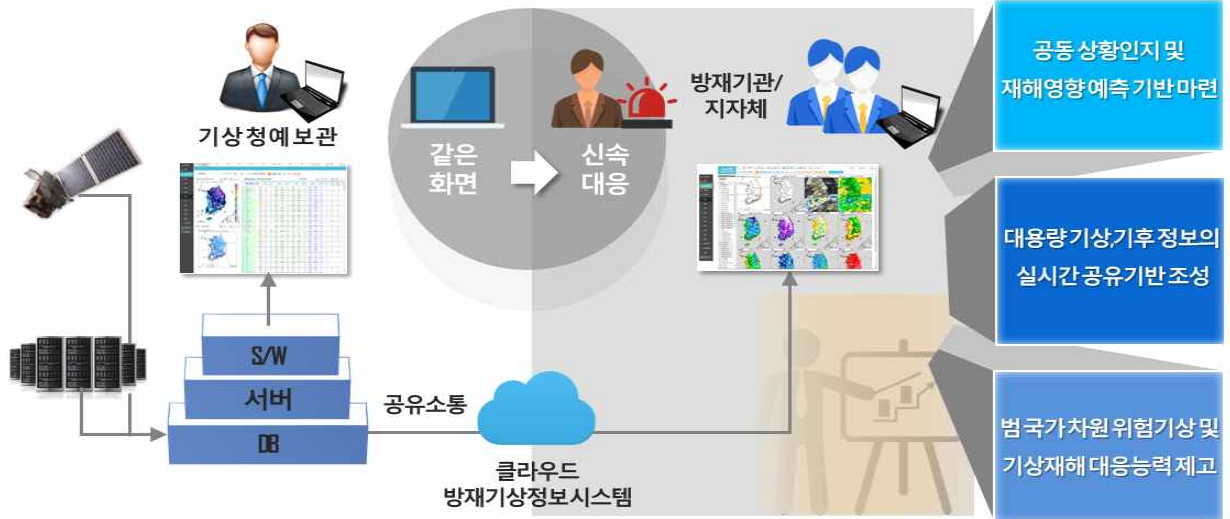 기상청예보관
같은
화면
신속
대응
방재기관/
지자체
S/W
서버
DB
공유소통
클라우드
방재기상정보시스템
공동 상황인지 및
재해영향 예측 기반 마련
대용량 기상,기후 정보의
실시간 공유기반 조성
범 국가 차원 위험기상 및
기상재해 대응능력 제고